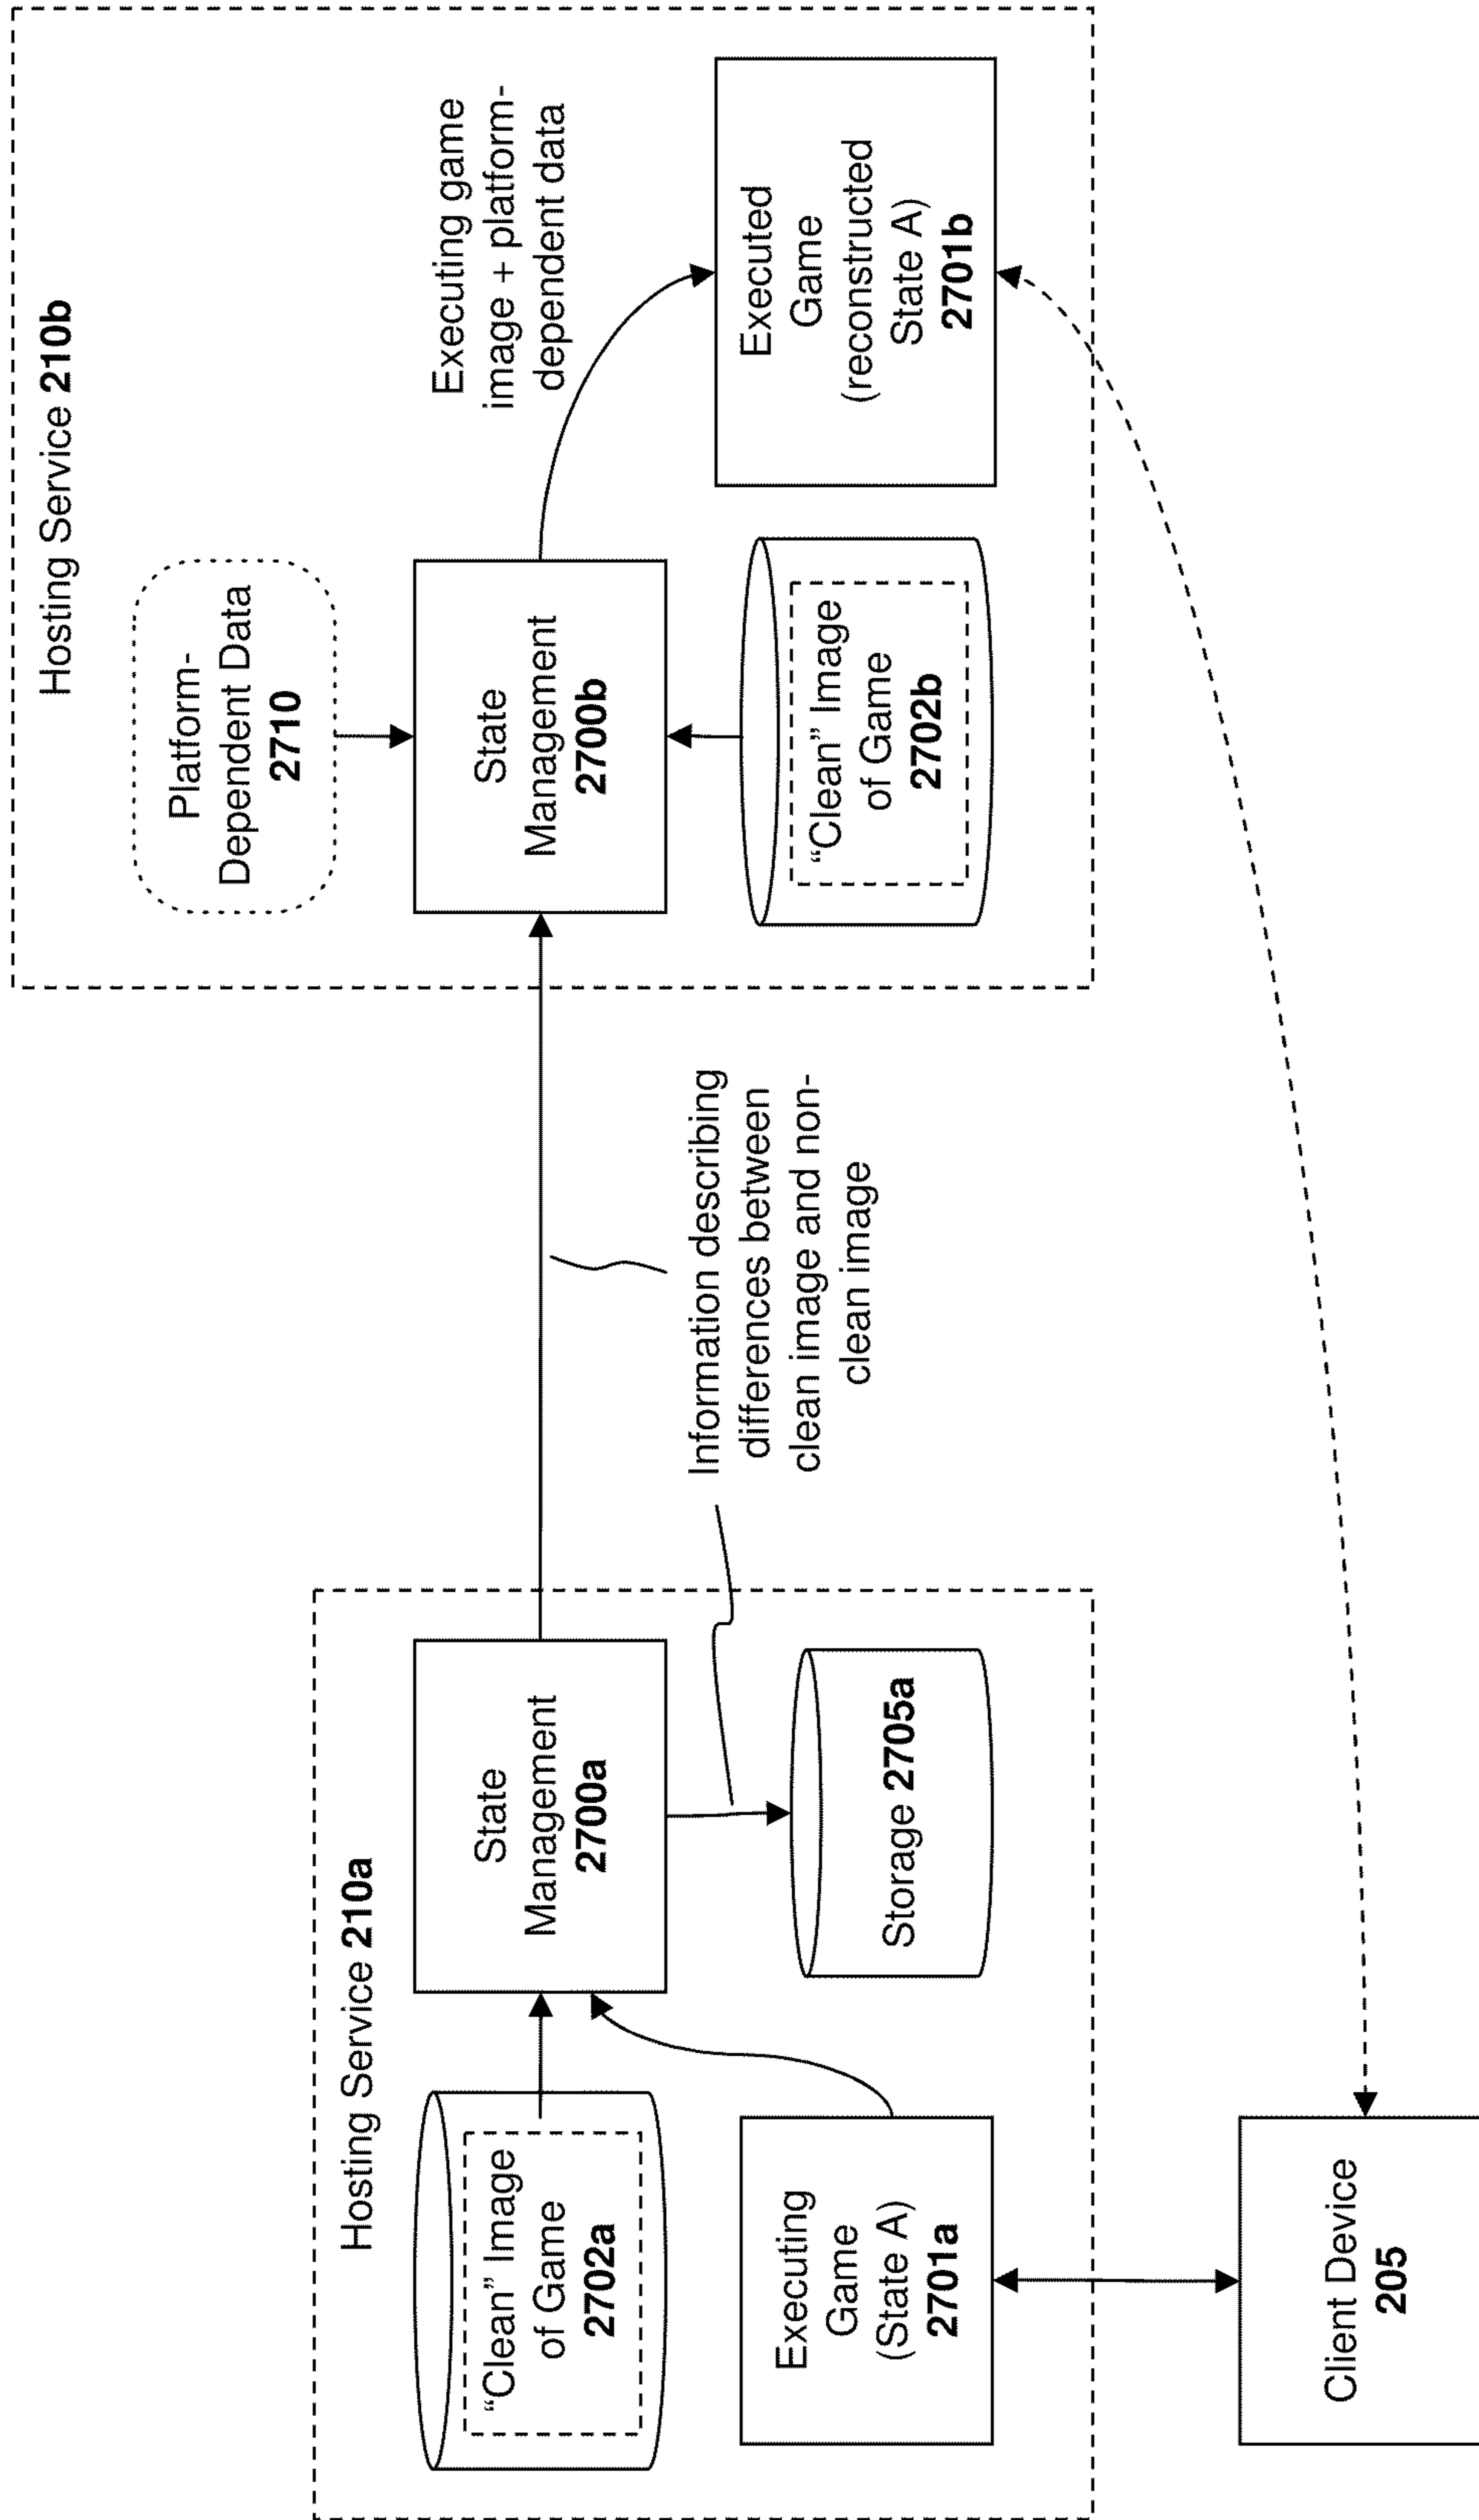 Hosting Service 210b
Platform-
Dependent Data
2710
Executing game
image + platform-
dependent data
State
Management
2700b
"Clean" Image
of Game
2702b
Executed
Game
(reconstructed
State A)
2701b
Information describing
differences between
clean image and non-
clean image
Hosting Service 210a
"Clean" Image
of Game
2702a
State
Management
2700a
Executing
Game
(State A)
2701a
Storage 2705a
Client Device
205